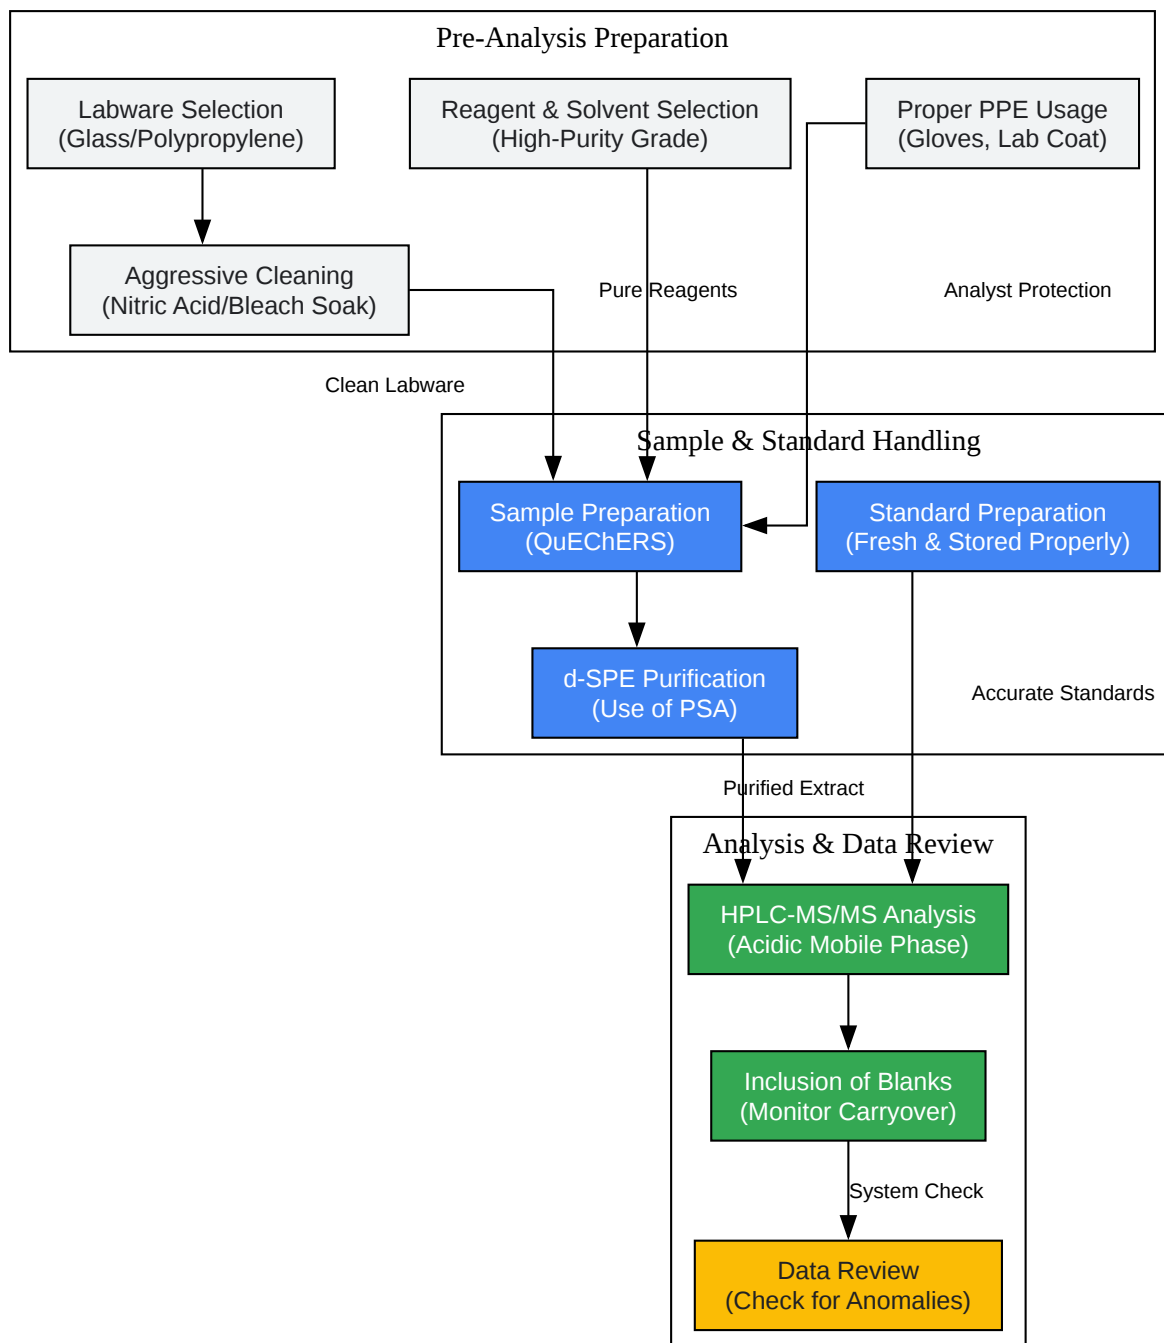 Pre-Analysis Preparation
Labware Selection
(Glass/Polypropylene)
Reagent & Solvent Selection
(High-Purity Grade)
Proper PPE Usage
(Gloves, Lab Coat)
Aggressive Cleaning
(Nitric Acid/Bleach Soak)
Pure Reagents
Analyst Protection
Clean Labware
Sample & Standard Handling
Sample Preparation
(QuEChERS)
Standard Preparation
(Fresh & Stored Properly)
d-SPE Purification
(Use of PSA)
Accurate Standards
Purified Extract
Analysis & Data Review
HPLC-MS/MS Analysis
(Acidic Mobile Phase)
Inclusion of Blanks
(Monitor Carryover)
System Check
Data Review
(Check for Anomalies)